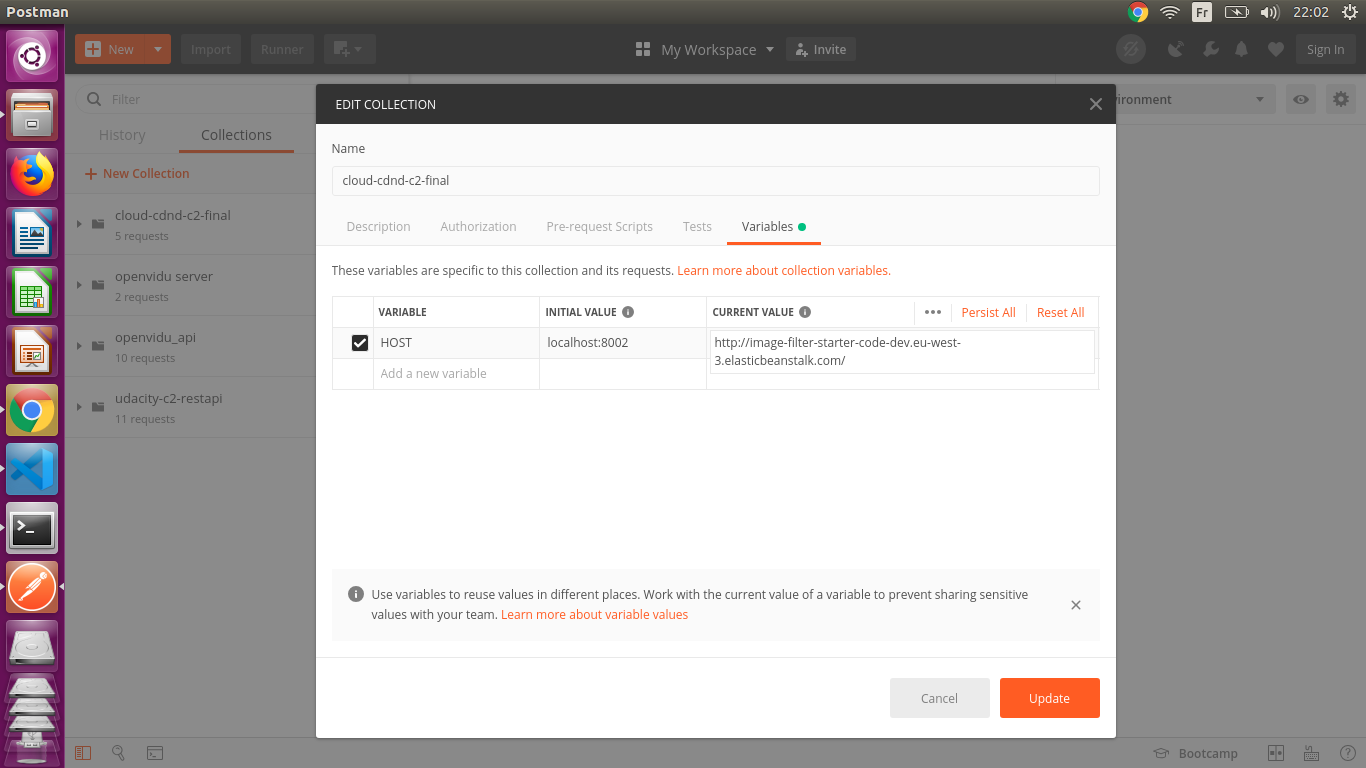 Postman
Fr
22:02
New
Import
Runner
My Workspace
Invite
Sign In
Filter
ironment
History
Collections
+ New Collection
cloud-cdnd-c2-final
5 requests
openvidu server
2 requests
openvidu_api
10 requests
udacity-c2-restapi
11 requests
EDIT COLLECTION
Name
cloud-cdnd-c2-final
Description
Authorization
Pre-request Scripts
Tests
Variables
These variables are specific to this collection and its requests. Learn more about collection variables.
VARIABLE
INITIAL VALUE
CURRENT VALUE
Persist All
Reset All
HOST
localhost:8002
http://image-filter-starter-code-dev.eu-west-
3.elasticbeanstalk.com/
Add a new variable
Use variables to reuse values in different places. Work with the current value of a variable to prevent sharing sensitive
values with your team. Learn more about variable values
Cancel
Update
Bootcamp